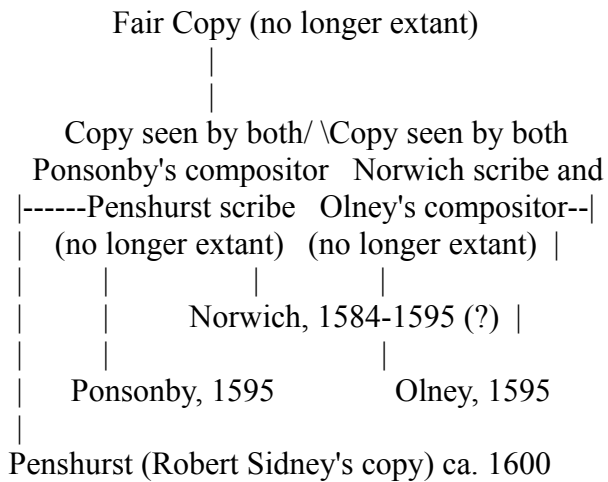 Fair Copy (no longer extant)
|
|
Copy seen by both/ \Copy seen by both
Ponsonby's compositor Norwich scribe and
|------Penshurst scribe Olney's compositor--|
| (no longer extant) (no longer extant) |
| | | |
| | Norwich, 1584-1595 (?) |
| | |
| Ponsonby, 1595 Olney, 1595
|
Penshurst (Robert Sidney's copy) ca. 1600